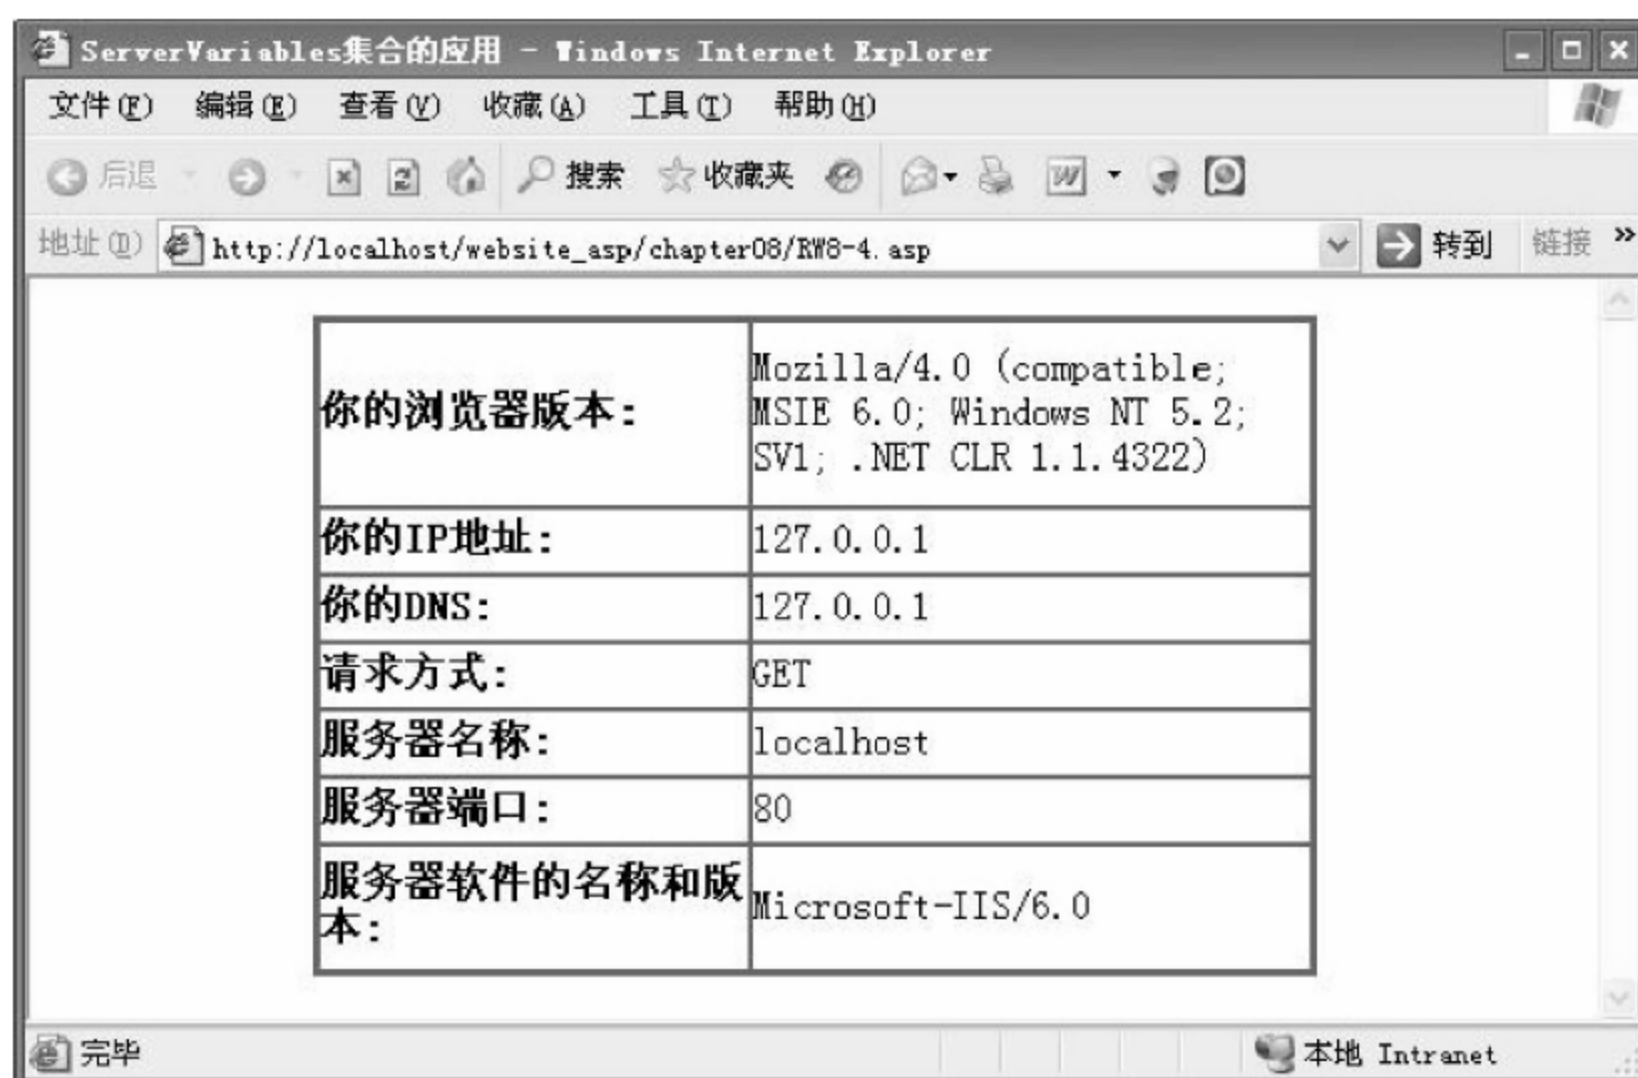 ServerVariables集合的应用 - Windows Internet Explorer
文件(F) 编辑(E) 查看(V) 收藏(A) 工具(T) 帮助(H)
后退 搜索 收藏夹
地址(D) http://localhost/website_asp/chapter08/RW8-4.asp 转到 链接 »
你的浏览器版本:
Mozilla/4.0 (compatible;
MSIE 6.0; Windows NT 5.2;
SV1; .NET CLR 1.1.4322)
你的IP地址: 127.0.0.1
你的DNS: 127.0.0.1
请求方式: GET
服务器名称: localhost
服务器端口: 80
服务器软件的名称和版
本:
Microsoft-IIS/6.0
完毕 本地 Intranet